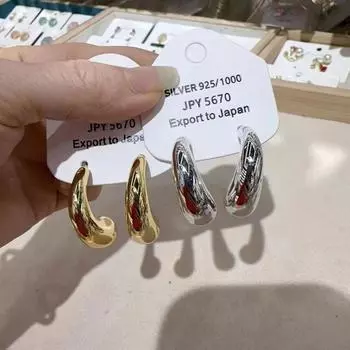 JPY 5670
Export to Japan
SILVER 925/1000
JPY 5670
Export to Japan